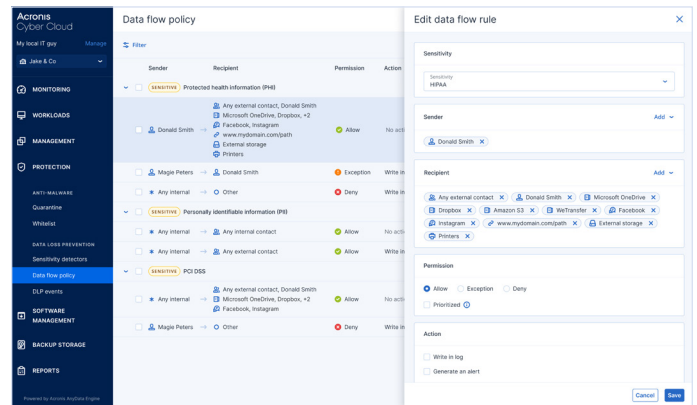 Acronis
Cyber Cloud
My local IT guy Manage
Jake & Co
MONITORING
WORKLOADS
MANAGEMENT
PROTECTION
ANTI-MALWARE
Quarantine
Whitelist
DATA LOSS PREVENTION
Sensitivity detectors
Data flow policy
DLP events
SOFTWARE
MANAGEMENT
BACKUP STORAGE
REPORTS
Powered by Acronis AnyData Engine
Data flow policy
Filter
Sender Recipient Permission Action
SENSITIVE Protected health information (PHI)
Any external contact, Donald Smith
Microsoft OneDrive, Dropbox, +2
Facebook, Instagram
Donald Smith → www.mydomain.com/path Allow No acti
External storage
Printers
Magie Peters → Donald Smith Exception Write in
Any internal → Other Deny Write in
SENSITIVE Personally identifiable information (PII)
Any internal → Any internal contact Allow No acti
Any internal → Any external contact Allow Write in
SENSITIVE PCI DSS
Any external contact, Donald Smith
Any internal → Microsoft OneDrive, Dropbox, +2 Allow No acti
Facebook, Instagram
Magie Peters → Other Deny Write in
Edit data flow rule
Sensitivity
Sensitivity
HIPAA
Sender Add
Donald Smith
Recipient Add
Any external contact Donald Smith Microsoft OneDrive
Dropbox Amazon S3 WeTransfer Facebook
Instagram www.mydomain.com/path External storage
Printers
Permission
Allow Exception Deny
Prioritized
Action
Write in log
Generate an alert
Cancel Save